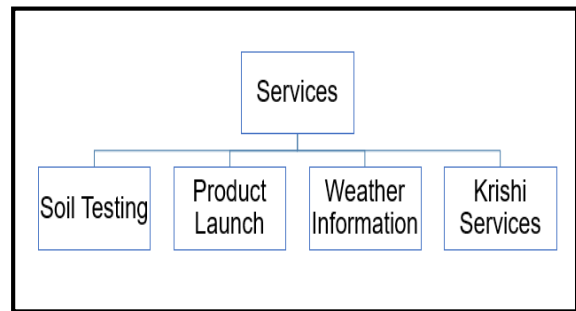 Services
Soil Testing
Product
Launch
Weather
Information
Krishi
Services